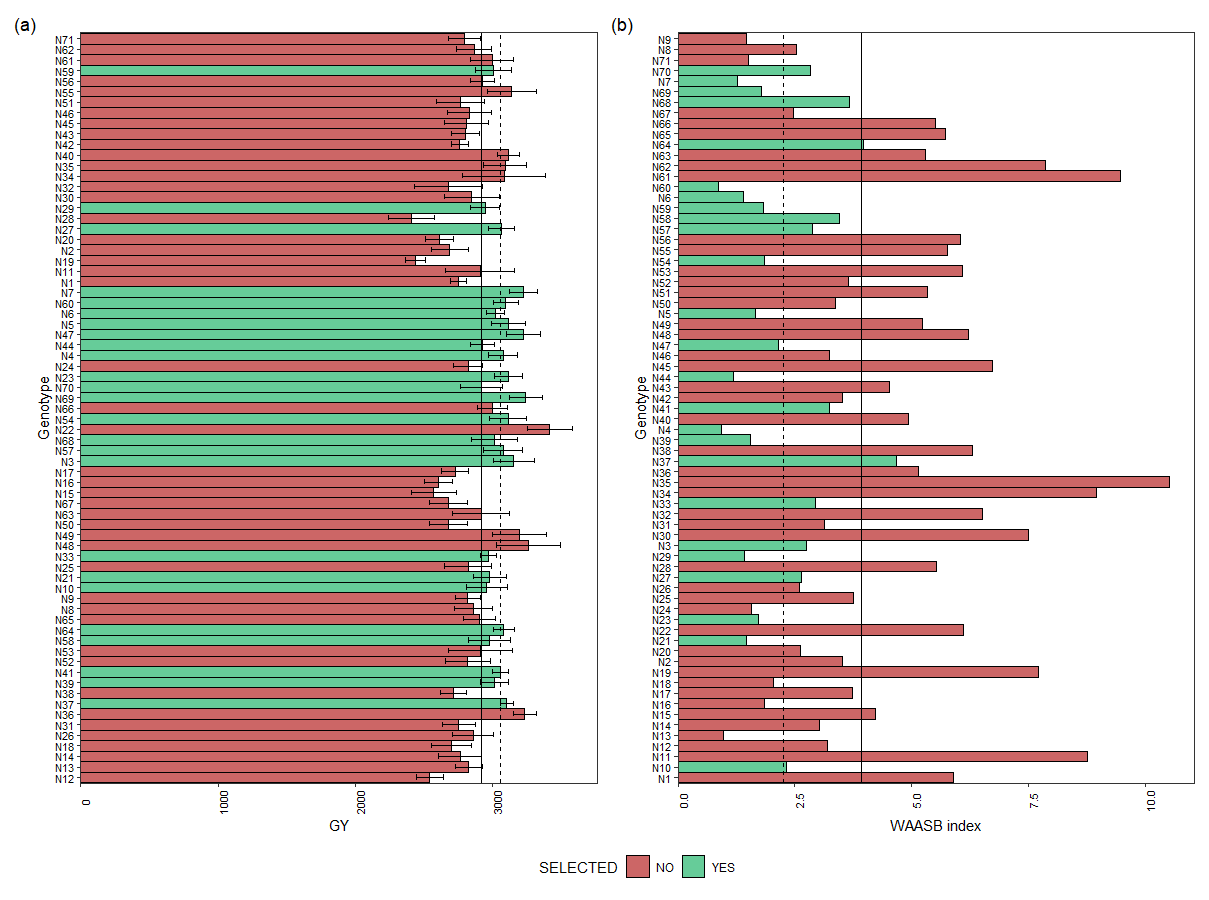 (a)
N71
N62
N61
N59
N56
N55
N51
N46
N45
N43
N42
N40
N35
N34
N32
N30
N29
N28
N27
N20
N2
N19
N11
N1
N7
N60
N6
N5
N47
N44
N4
N24
N23
N70
N69
N66
N54
N22
N68
N57
N3
N17
N16
N15
N67
N63
N50
N49
N48
N33
N25
N21
N10
N9
N8
N65
N64
N58
N53
N52
N41
N39
N38
N37
N36
N31
N26
N18
N14
N13
N12
Genotype
0
1000
2000
3000
GY
(b)
N9
N8
N71
N70
N7
N69
N68
N67
N66
N65
N64
N63
N62
N61
N60
N6
N59
N58
N57
N56
N55
N54
N53
N52
N51
N50
N5
N49
N48
N47
N46
N45
N44
N43
N42
N41
N40
N4
N39
N38
N37
N36
N35
N34
N33
N32
N31
N30
N3
N29
N28
N27
N26
N25
N24
N23
N22
N21
N20
N2
N19
N18
N17
N16
N15
N14
N13
N12
N11
N10
N1
Genotype
0.0
2.5
5.0
7.5
10.0
WAASB index
SELECTED NO YES